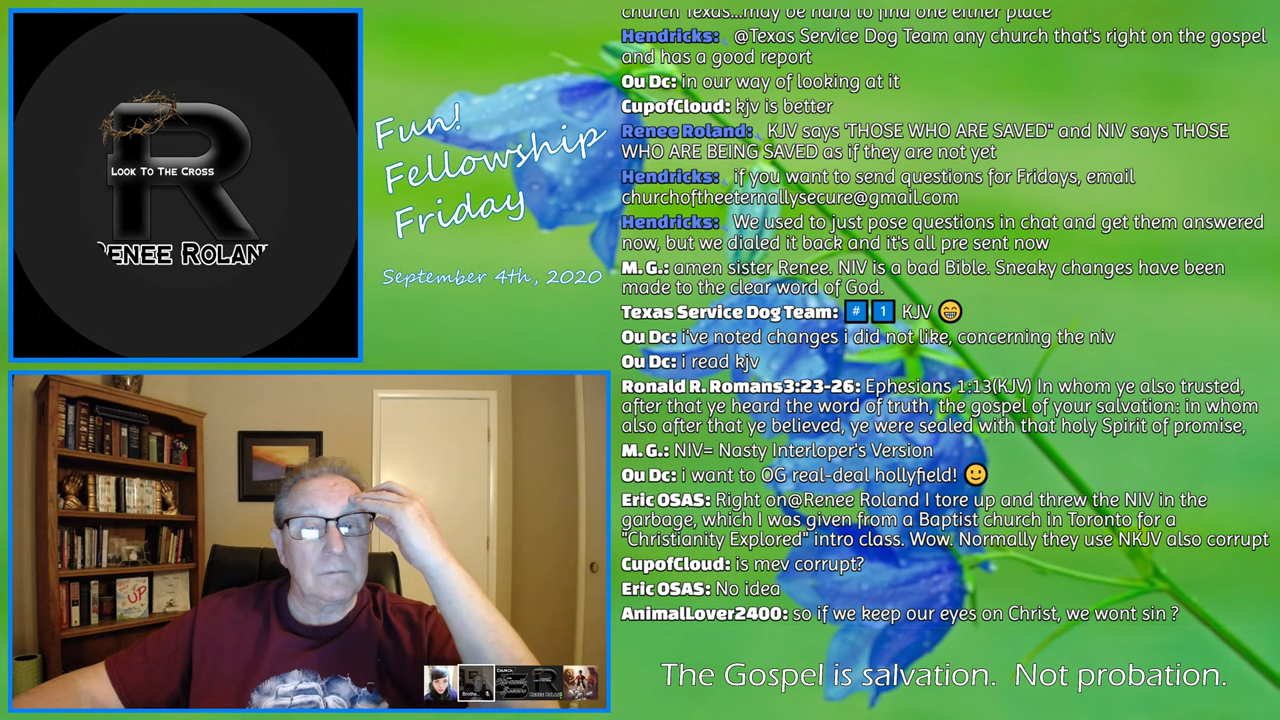 LOOK TO THE CROSS
RENEE ROLAN
Fun!
Fellowship
Friday
September 4th, 2020
church Texas...may be hard to find one either place
Hendricks: @Texas Service Dog Team any church that's right on the gospel
and has a good report
Ou Dc: in our way of looking at it
CupofCloud: kjv is better
Renee Roland: KJV says 'THOSE WHO ARE SAVED" and NIV says THOSE
WHO ARE BEING SAVED as if they are not yet
Hendricks: if you want to send questions for Fridays, email
churchoftheeternallysecure@gmail.com
Hendricks: We used to just pose questions in chat and get them answered
now, but we dialed it back and it's all pre sent now
M. G.: amen sister Renee. NIV is a bad Bible. Sneaky changes have been
made to the clear word of God.
Texas Service Dog Team: #️ 1 KJV 😁
Ou Dc: i've noted changes i did not like, concerning the niv
Ou Dc: i read kjv
Ronald R. Romans3:23-26: Ephesians 1:13(KJV) In whom ye also trusted,
after that ye heard the word of truth, the gospel of your salvation: in whom
also after that ye believed, ye were sealed with that holy Spirit of promise,
M. G.: NIV= Nasty Interloper's Version
Ou Dc: i want to OG real-deal hollyfield! 🙂
Eric OSAS: Right on@Renee Roland I tore up and threw the NIV in the
garbage, which I was given from a Baptist church in Toronto for a
"Christianity Explored" intro class. Wow. Normally they use NKJV also corrupt
CupofCloud: is mev corrupt?
Eric OSAS: No idea
AnimalLover2400: so if we keep our eyes on Christ, we wont sin ?
The Gospel is salvation. Not probation.
UP
Brothe...
CHURCH
RENEE ROLAN